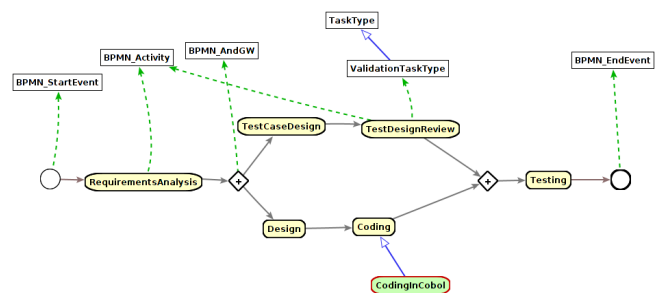 TaskType
BPMN_AndGW
BPMN_Activity
BPMN_EndEvent
ValidationTaskType
BPMN_StartEvent
TestCaseDesign
TestDesignReview
RequirementsAnalysis
+
+
Testing
Design
Coding
CodingInCobol